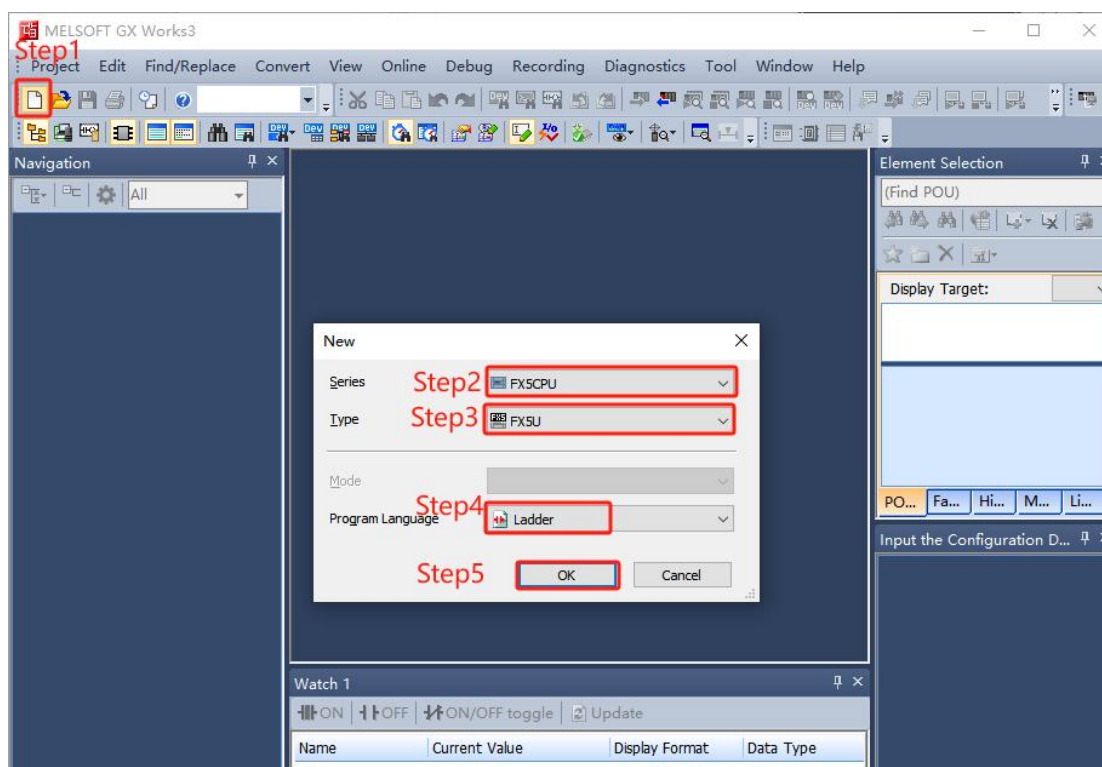 MELSOFT GX Works3
Step1
Project Edit Find/Replace Convert View Online Debug Recording Diagnostics Tool Window Help
Navigation
All
Element Selection
(Find POU)
Display Target:
New
Series Step2 FX5CPU
Type Step3 FX5U
Mode
Step4
Program Language Ladder
Step5 OK Cancel
PO... Fa... Hi... M... Li...
Input the Configuration D...
Watch 1
ON OFF ON/OFF toggle Update
Name Current Value Display Format Data Type